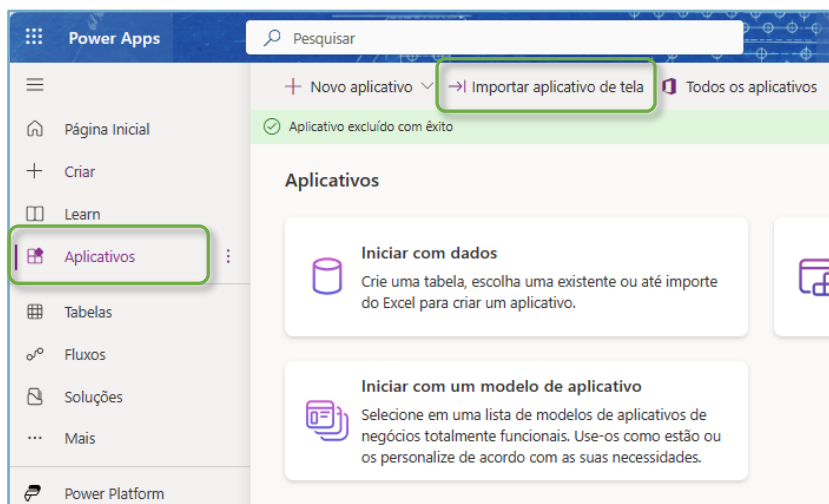 Power Apps
Pesquisar
Novo aplicativo
Importar aplicativo de tela
Todos os aplicativos
Aplicativo excluído com êxito
Página Inicial
Criar
Learn
Aplicativos
Tabelas
Fluxos
Soluções
Mais
Power Platform
Aplicativos
Iniciar com dados
Crie uma tabela, escolha uma existente ou até importe
do Excel para criar um aplicativo.
Iniciar com um modelo de aplicativo
Selecione em uma lista de modelos de aplicativos de
negócios totalmente funcionais. Use-os como estão ou
os personalize de acordo com as suas necessidades.